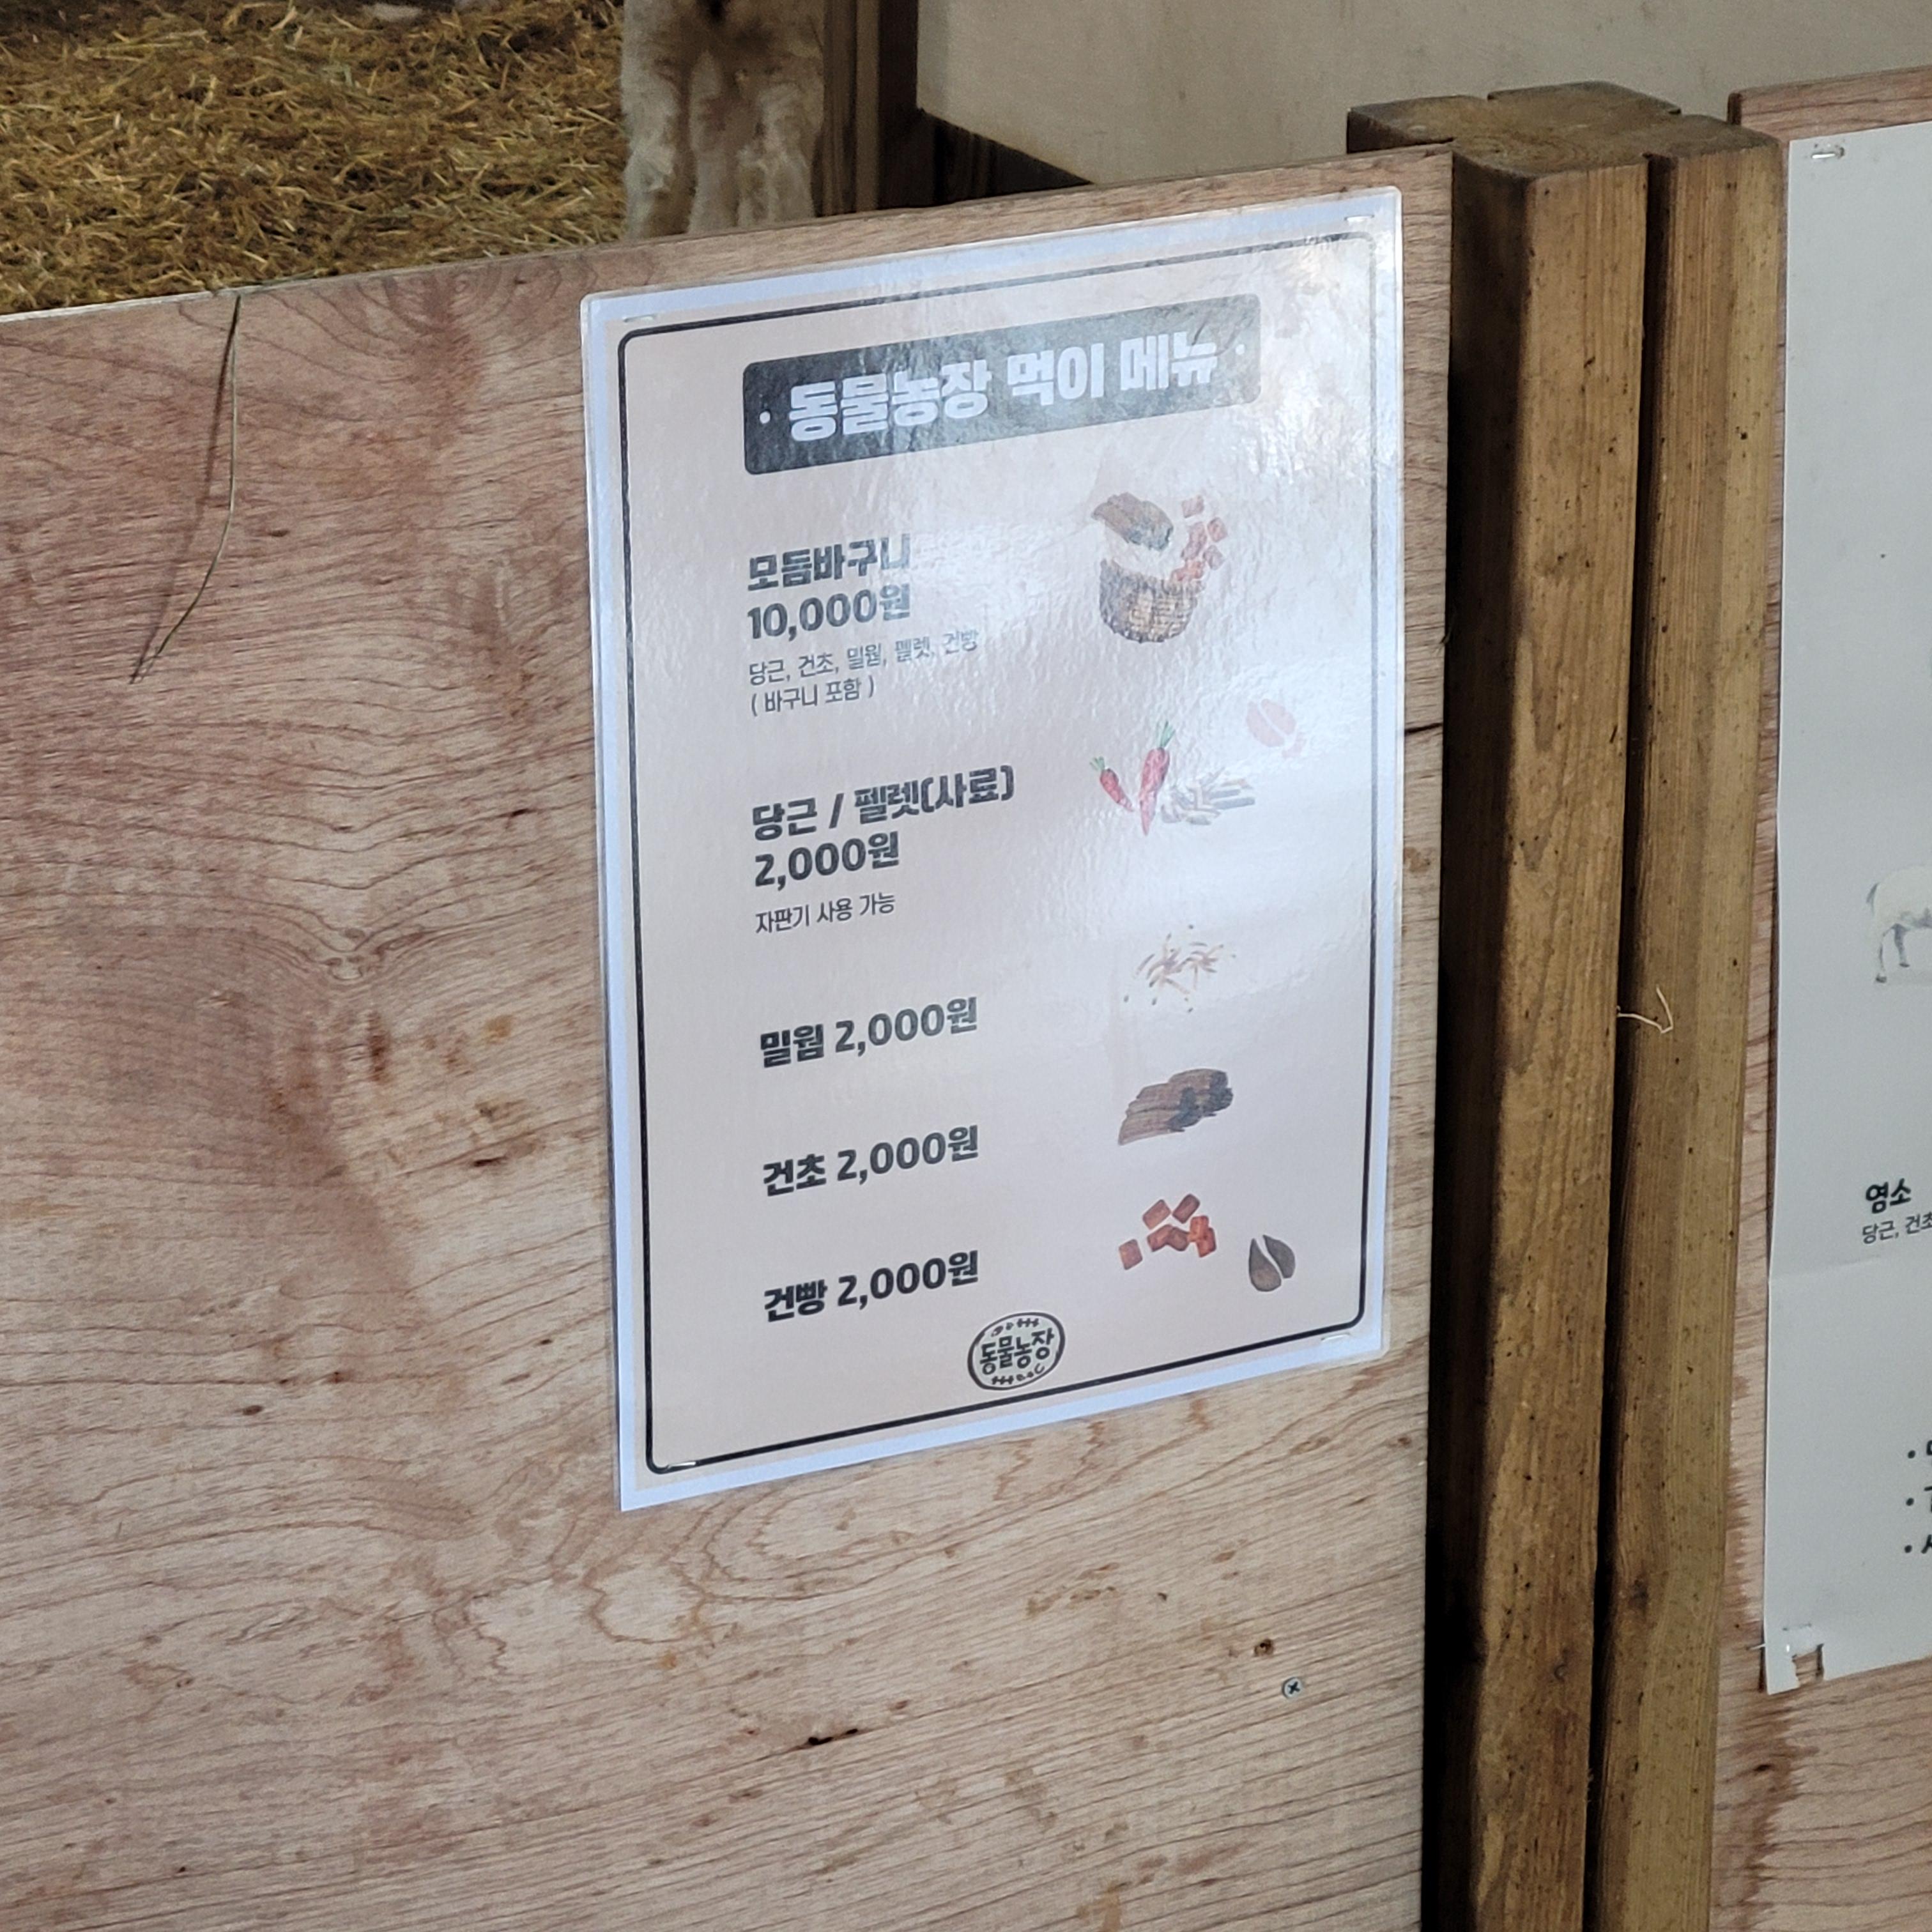 · 동물농장 먹이 메뉴 ·
모듬바구니
10,000원
당근, 건초, 밀웜, 펠렛, 건빵
( 바구니 포함 )
당근 / 펠렛(사료)
2,000원
자판기 사용 가능
밀웜 2,000원
건초 2,000원
건빵 2,000원
동물농장
염소
당근, 건초